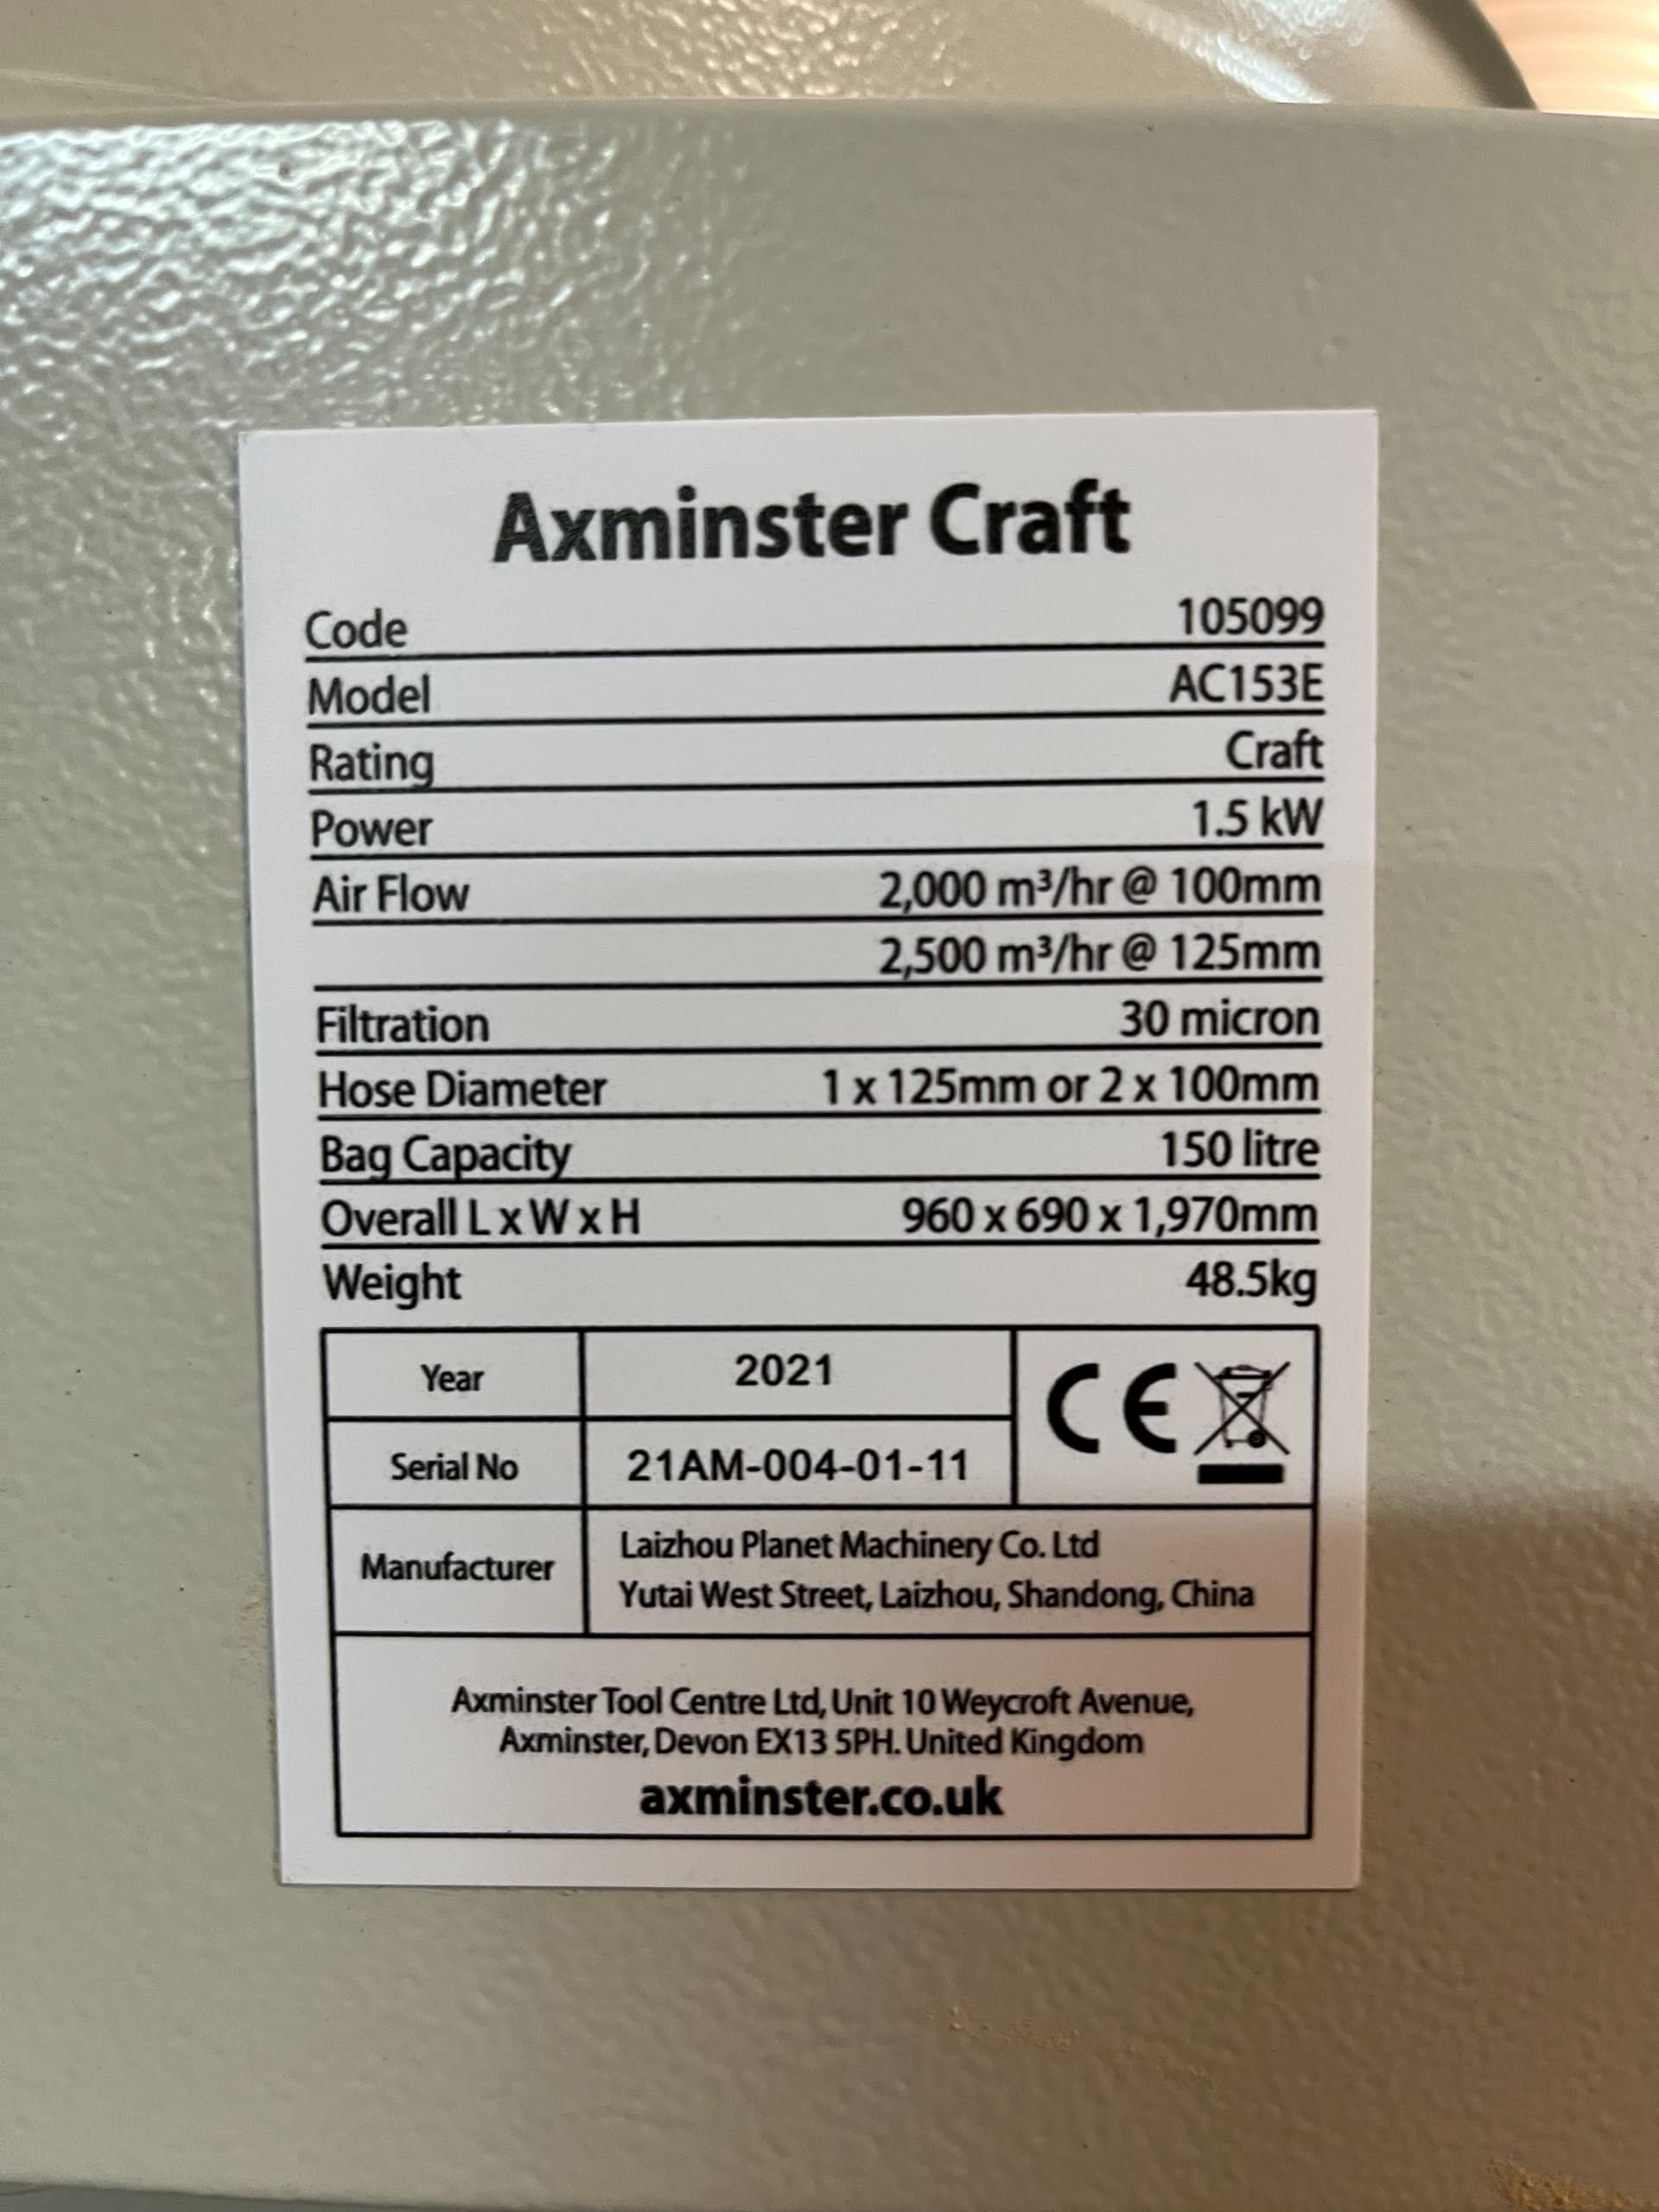 Axminster Craft
Code 105099
Model AC153E
Rating Craft
Power 1.5 kW
Air Flow 2,000 m³/hr @ 100mm
2,500 m³/hr @ 125mm
Filtration 30 micron
Hose Diameter 1 x 125mm or 2 x 100mm
Bag Capacity 150 litre
Overall L x W x H 960 x 690 x 1,970mm
Weight 48.5kg
Year 2021
CE
Serial No 21AM-004-01-11
Manufacturer
Laizhou Planet Machinery Co. Ltd
Yutai West Street, Laizhou, Shandong, China
Axminster Tool Centre Ltd, Unit 10 Weycroft Avenue,
Axminster, Devon EX13 5PH. United Kingdom
axminster.co.uk